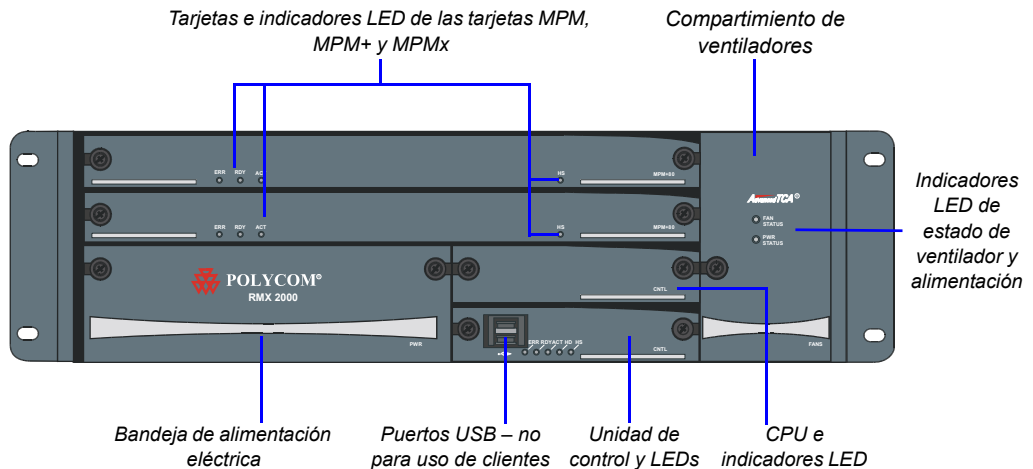 Tarjetas e indicadores LED de las tarjetas MPM,
MPM+ y MPMx
Compartimiento de
ventiladores
ERR RDY ACT HS MPM+80
ERR RDY ACT HS MPM+80
AdvancedTCA®
FAN
STATUS
PWR
STATUS
Indicadores
LED de
estado de
ventilador y
alimentación
POLYCOM®
RMX 2000
PWR
CNTL
ERR RDY ACT HD HS
CNTL
FANS
Bandeja de alimentación
eléctrica
Puertos USB – no
para uso de clientes
Unidad de
control y LEDs
CPU e
indicadores LED